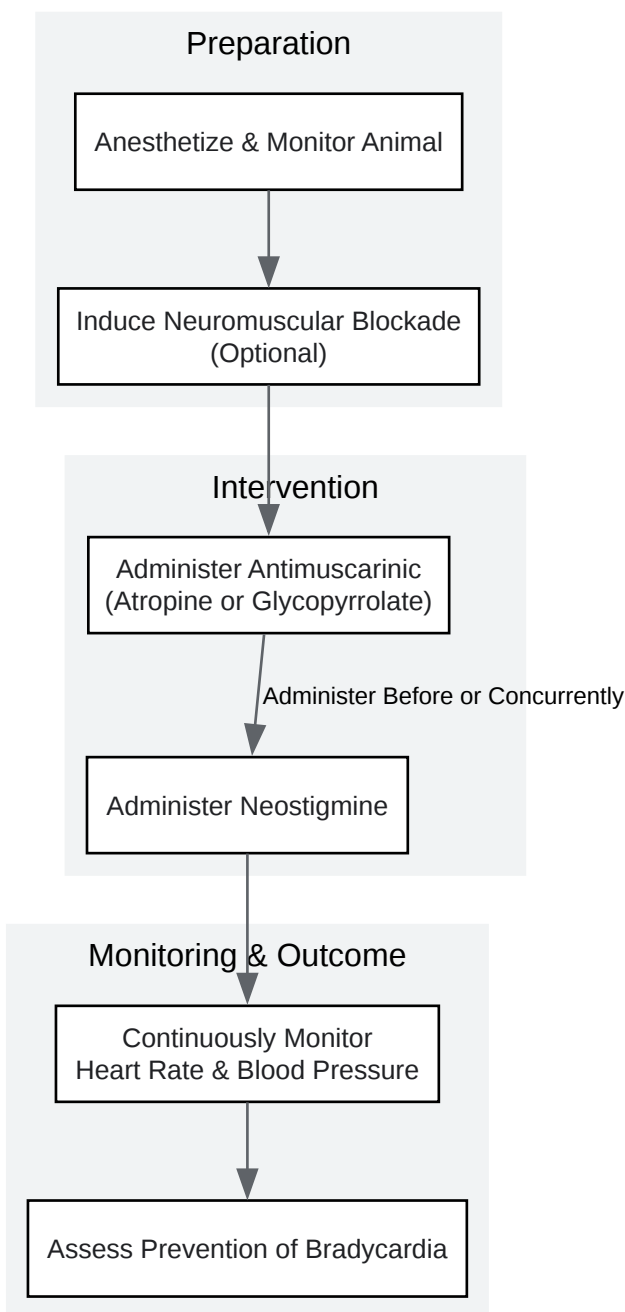 Preparation
Anesthetize & Monitor Animal
Induce Neuromuscular Blockade
(Optional)
Intervention
Administer Antimuscarinic
(Atropine or Glycopyrrolate)
Administer Before or Concurrently
Administer Neostigmine
Monitoring & Outcome
Continuously Monitor
Heart Rate & Blood Pressure
Assess Prevention of Bradycardia